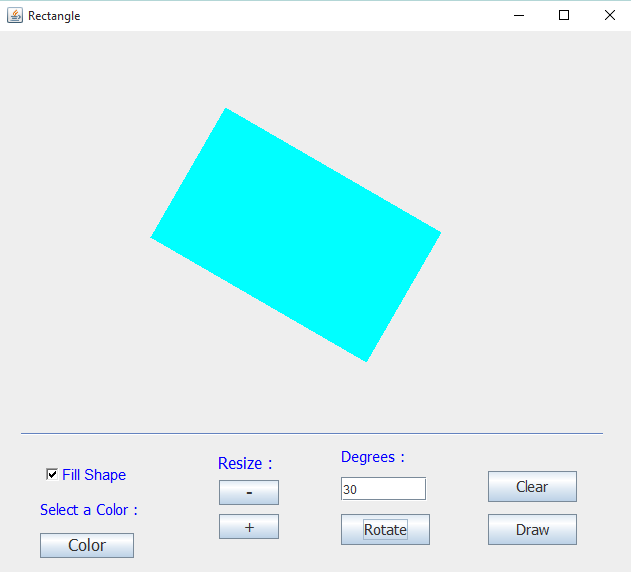 Rectangle
Fill Shape
Select a Color :
Color
Resize :
-
+
Degrees :
30
Rotate
Clear
Draw